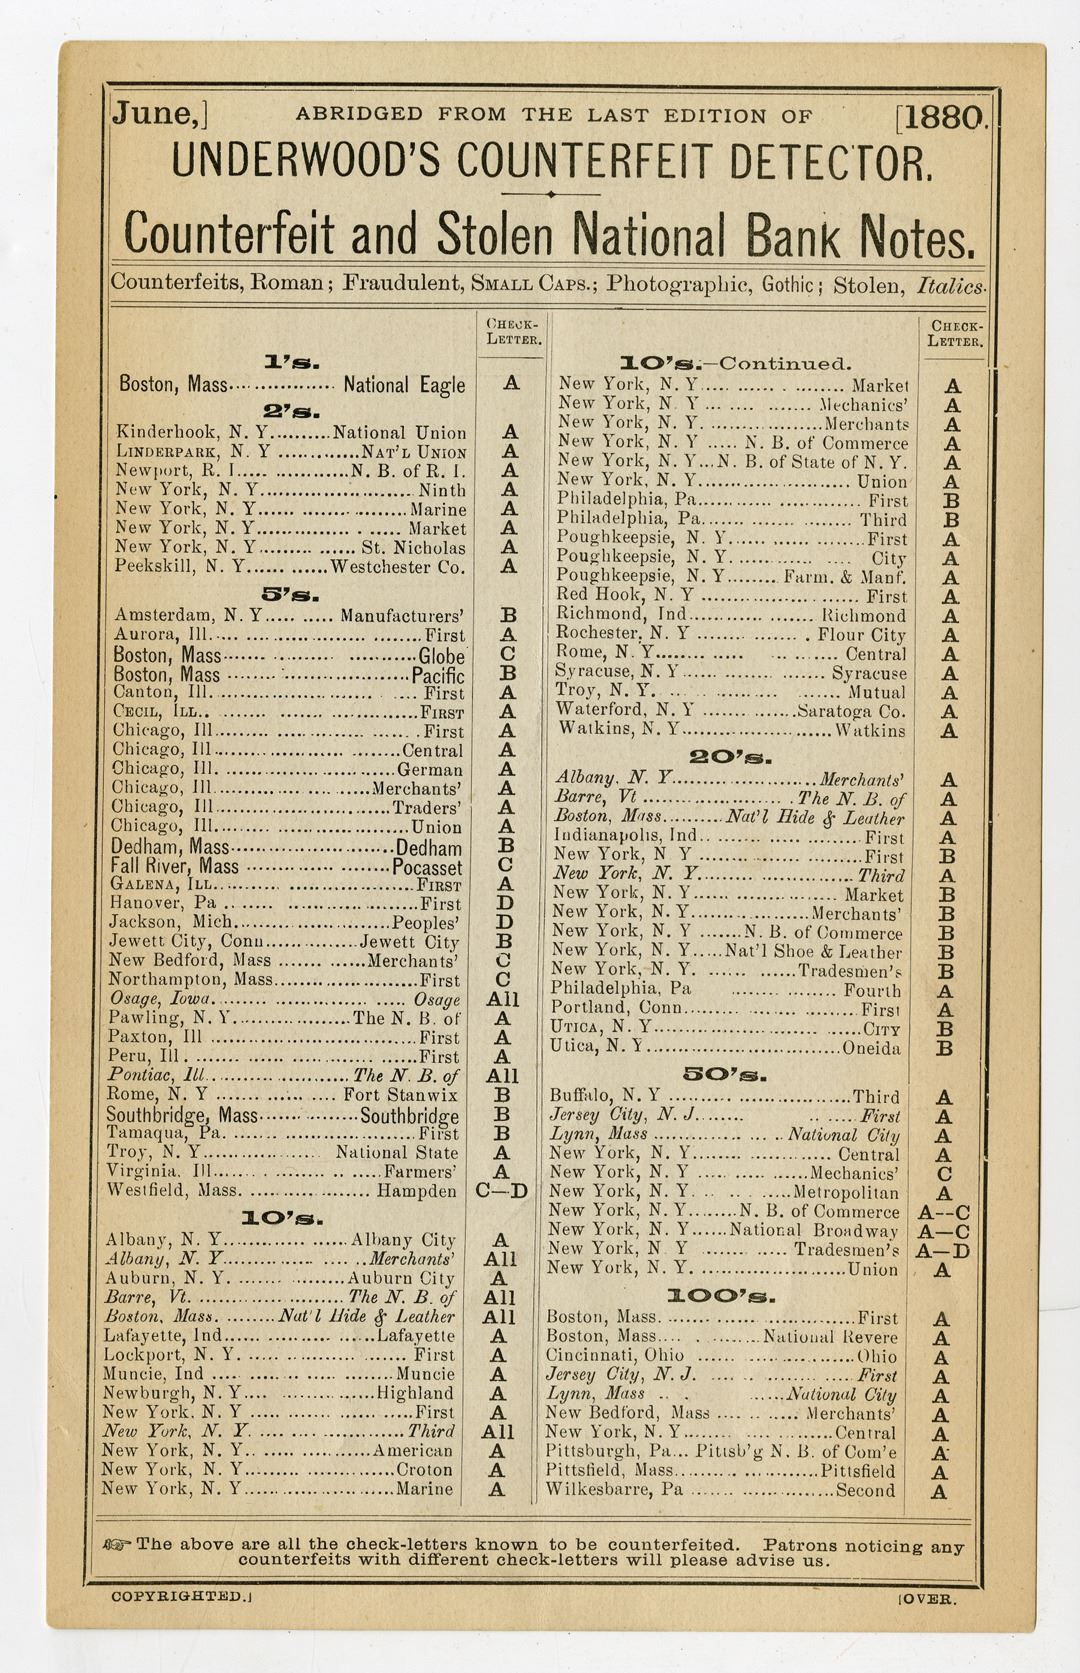 June,] ABRIDGED FROM THE LAST EDITION OF [1880.
UNDERWOOD'S COUNTERFEIT DETECTOR.
Counterfeit and Stolen National Bank Notes.
Counterfeits, Roman; Fraudulent, SMALL CAPS.; Photographic, Gothic; Stolen, Italics.
CHECK-LETTER.
1's.
Boston, Mass................ National Eagle A
2's.
Kinderhook, N. Y..........National Union A
LINDERPARK, N. Y .............NAT'L UNION A
Newport, R. I..... ............N. B. of R. I. A
New York, N. Y.......................... Ninth A
New York, N. Y...... ........ .........Marine A
New York, N. Y................. . ...... Market A
New York, N. Y......... ...... St. Nicholas A
Peekskill, N. Y...... ......Westchester Co. A
5's.
Amsterdam, N. Y..... ..... Manufacturers' B
Aurora, Ill..... ..................... ........First A
Boston, Mass....... ..... ............Globe C
Boston, Mass ....... ......................Pacific B
Canton, Ill........................... .... First A
CECIL, ILL.. ........ .......................FIRST A
Chicago, Ill......... .................. ...... .First A
Chicago, Ill..... ................. ........Central A
Chicago, Ill. ................. ... ......German A
Chicago, Ill..... .....................Merchants' A
Chicago, Ill...... .....................Traders' A
Chicago, Ill.... .........................Union A
Dedham, Mass..........................Dedham B
Fall River, Mass .......................Pocasset C
GALENA, ILL....... .....................FIRST A
Hanover, Pa .. ........ ...................First D
Jackson, Mich......... ...............Peoples' D
Jewett City, Conn..............Jewett City B
New Bedford, Mass ....... .......Merchants' C
Northampton, Mass.....................First C
Osage, Iowa......... ................ ..... Osage All
Pawling, N. Y...................The N. B. of A
Paxton, Ill .................................First A
Peru, Ill. ........... ............ .. ......First A
Pontiac, Ill.. ..................... The N. B. of All
Rome, N. Y ........ ...... ..... Fort Stanwix B
Southbridge, Mass...............Southbridge B
Tamaqua, Pa. ...... .....................First B
Troy, N. Y................ National State A
Virginia, Ill......... .. .. ...........Farmers' A
Westfield, Mass. ..... .............. Hampden C—D
10's.
Albany, N. Y............ ........Albany City A
Albany, N. Y............. ..... .... ..Merchants' All
Auburn, N. Y. ........ .........Auburn City A
Barre, Vt. ...... ................ The N. B. of All
Boston, Mass. ........Nat'l Hide & Leather All
Lafayette, Ind...... .......... ......Lafayette A
Lockport, N. Y. ..... ............ ....... First A
Muncie, Ind ..... ... ... .............Muncie A
Newburgh, N. Y.... ..............Highland A
New York, N. Y ..... ... ............ ......First A
New York, N. Y. .... .... .................. Third All
New York, N. Y.. ...... ............American A
New York, N. Y..... ................Croton A
New York, N. Y......................Marine A
CHECK-LETTER.
10's.—Continued.
New York, N. Y..... ....... . ........ Market A
New York, N. Y ... .... ........ Mechanics' A
New York, N. Y. ....................Merchants A
New York, N. Y ..... N. B. of Commerce A
New York, N. Y...N. B. of State of N. Y. A
New York, N. Y...................... Union A
Philadelphia, Pa............ ......... First B
Philadelphia, Pa....... ....... ........ Third B
Poughkeepsie, N. Y...... ....... ........First A
Poughkeepsie, N. Y. ............ .... City A
Poughkeepsie, N. Y........ Farm. & Manf. A
Red Hook, N. Y ......................... First A
Richmond, Ind......... ........ Richmond A
Rochester, N. Y ........ ......... . Flour City A
Rome, N. Y........ ..... .. ...... Central A
Syracuse, N. Y ......... ....... ........ Syracuse A
Troy, N. Y. .. ............ ........Mutual A
Waterford, N. Y ....... .......Saratoga Co. A
Watkins, N. Y..................... Watkins A
20's.
Albany, N. Y.....................Merchants' A
Barre, Vt ..................... . .The N. B. of A
Boston, Mass..........Nat'l Hide & Leather A
Indianapolis, Ind.. .... ..... ........First A
New York, N. Y ......... ............First B
New York, N. Y......................... Third A
New York, N. Y..................... Market B
New York, N. Y.................Merchants' B
New York, N. Y .......N. B. of Commerce B
New York, N. Y.....Nat'l Shoe & Leather B
New York, N. Y. ...... ......Tradesmen's B
Philadelphia, Pa ........ ......... Fourth A
Portland, Conn......... ............First A
UTICA, N. Y................. ..... ......CITY B
Utica, N. Y...........................Oneida B
50's.
Buffalo, N. Y ..... ......................Third A
Jersey City, N. J....... .. .. .....First A
Lynn, Mass ............. ... .. .. National City A
New York, N. Y........ ............. Central A
New York, N. Y ...... ..............Mechanics' C
New York, N. Y. .. .. .......Metropolitan A
New York, N. Y........N. B. of Commerce A--C
New York, N. Y......National Broadway A—C
New York, N. Y ........ ..... Tradesmen's A—D
New York, N. Y. ......................Union A
100's.
Boston, Mass. ........ ...................First A
Boston, Mass.... . ...........National Revere A
Cincinnati, Ohio ...... ..................Ohio A
Jersey City, N. J. .... .. ............. First A
Lynn, Mass .. . ......National City A
New Bedford, Mass .... .. ..... Merchants' A
New York, N. Y........ ..............Central A
Pittsburgh, Pa... Pittsb'g N. B. of Com'e A
Pittsfield, Mass........ ............Pittsfield A
Wilkesbarre, Pa ....... ...............Second A
☞ The above are all the check-letters known to be counterfeited. Patrons noticing any
counterfeits with different check-letters will please advise us.
COPYRIGHTED.] [OVER.